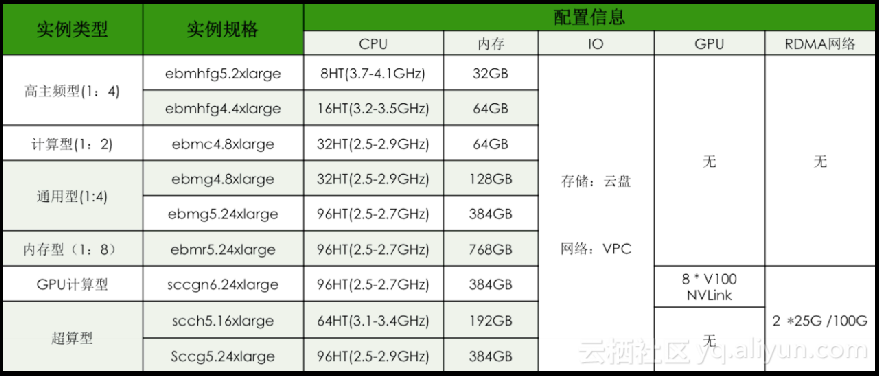 实例类型 实例规格 配置信息
CPU 内存 IO GPU RDMA网络
高主频型(1：4) ebmhfg5.2xlarge 8HT(3.7-4.1GHz) 32GB
ebmhfg4.4xlarge 16HT(3.2-3.5GHz) 64GB
计算型(1：2) ebmc4.8xlarge 32HT(2.5-2.9GHz) 64GB 无 无
通用型(1:4) ebmg4.8xlarge 32HT(2.5-2.9GHz) 128GB 存储：云盘
ebmg5.24xlarge 96HT(2.5-2.7GHz) 384GB
内存型（1：8） ebmr5.24xlarge 96HT(2.5-2.7GHz) 768GB 网络：VPC
GPU计算型 sccgn6.24xlarge 96HT(2.5-2.7GHz) 384GB 8 * V100
NVLink
超算型 scch5.16xlarge 64HT(3.1-3.4GHz) 192GB 无 2 *25G /100G
Sccg5.24xlarge 96HT(2.5-2.9GHz) 384GB
云栖社区 yq.aliyun.com